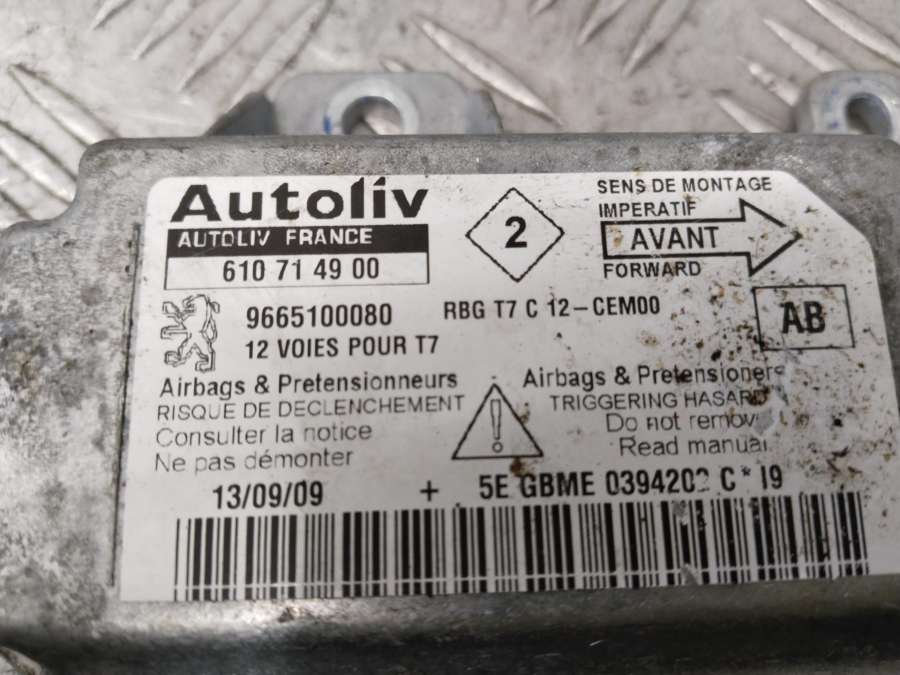 Autoliv
AUTOLIV FRANCE
610 71 49 00
2
SENS DE MONTAGE
IMPERATIF
AVANT
FORWARD
9665100080
RBG T7 C 12-CEM00
12 VOIES POUR T7
AB
Airbags & Pretensionneurs
RISQUE DE DECLENCHEMENT
Consulter la notice
Ne pas démonter
!
Airbags & Pretensioners
TRIGGERING HASARD
Do not remov
Read manual
13/09/09 + 5E GBME 0394202 C* I9